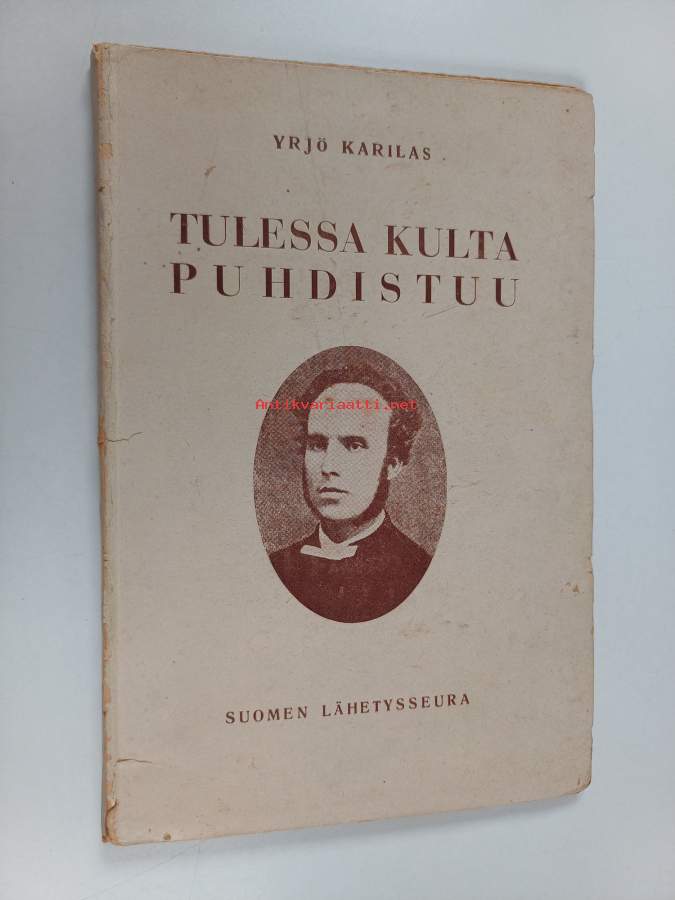 YRJÖ KARILAS
TULESSA KULTA
PUHDISTUU
Antikvariaatti.net
SUOMEN LÄHETYSSEURA